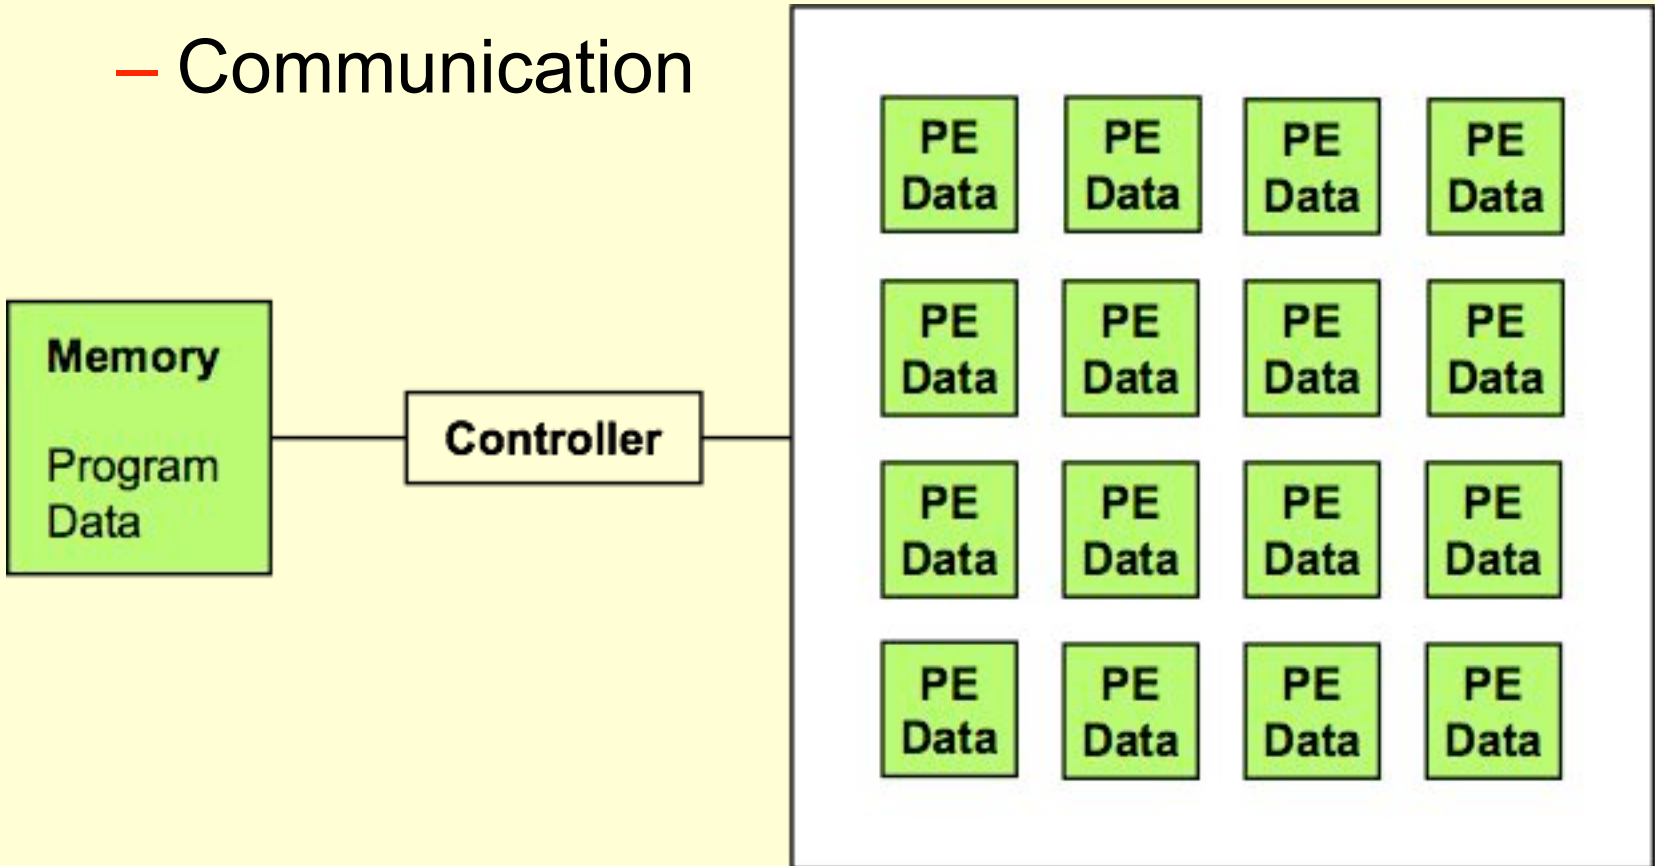 – Communication
Memory
Program
Data
Controller
PE PE PE PE
Data Data Data Data
PE PE PE PE
Data Data Data Data
PE PE PE PE
Data Data Data Data
PE PE PE PE
Data Data Data Data